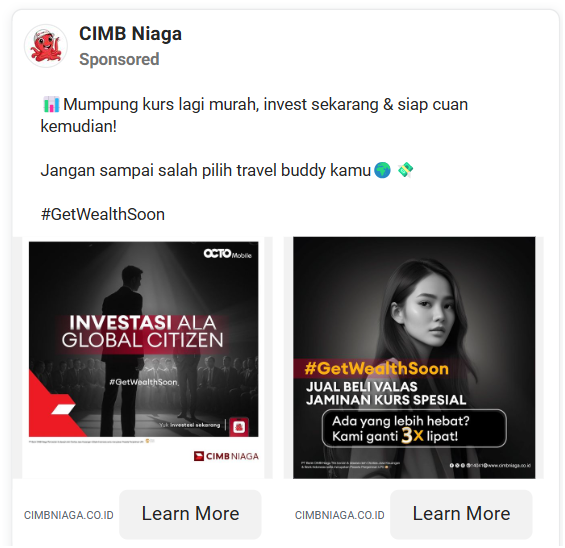 CIMB Niaga
Sponsored
📊 Mumpung kurs lagi murah, invest sekarang & siap cuan
kemudian!
Jangan sampai salah pilih travel buddy kamu🌍 💸
#GetWealthSoon
OCTO Mobile
INVESTASI ALA
GLOBAL CITIZEN
#GetWealthSoon
Yuk investasi sekarang
CIMB NIAGA
#GetWealthSoon
JUAL BELI VALAS
JAMINAN KURS SPESIAL
Ada yang lebih hebat?
Kami ganti 3X lipat!
14041 www.cimbniaga.co.id
CIMBNIAGA.CO.ID
Learn More
CIMBNIAGA.CO.ID
Learn More